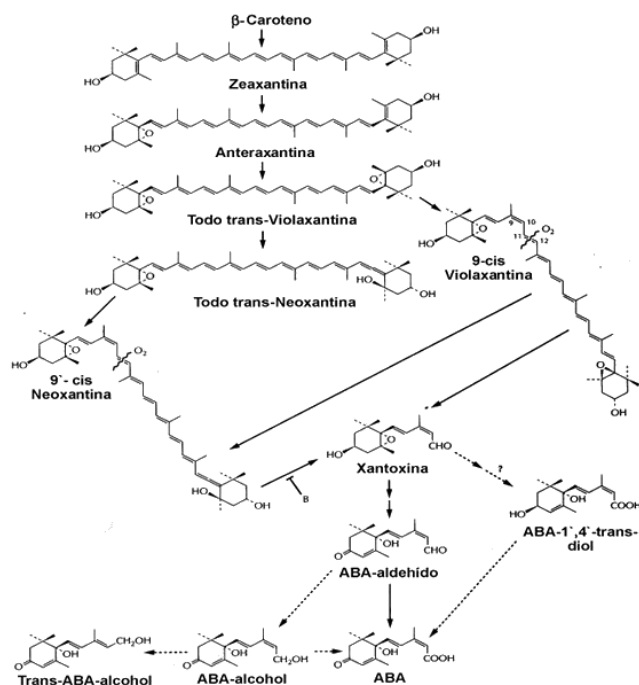 β-Caroteno
OH
HO
Zeaxantina
OH
O
HO
Anteraxantina
OH
O
O
HO
Todo trans-Violaxantina
O
HO
HO
OH
Todo trans-Neoxantina
O
HO
9
10
11
12
O2
9-cis
Violaxantina
O
OH
O
HO
O2
9`- cis
Neoxantina
HO
OH
B
O
HO
CHO
Xantoxina
?
OH
HO
COOH
ABA-1`,4`-trans-
diol
OH
O
CHO
ABA-aldehído
OH
O
CH2OH
Trans-ABA-alcohol
OH
O
CH2OH
ABA-alcohol
OH
O
COOH
ABA